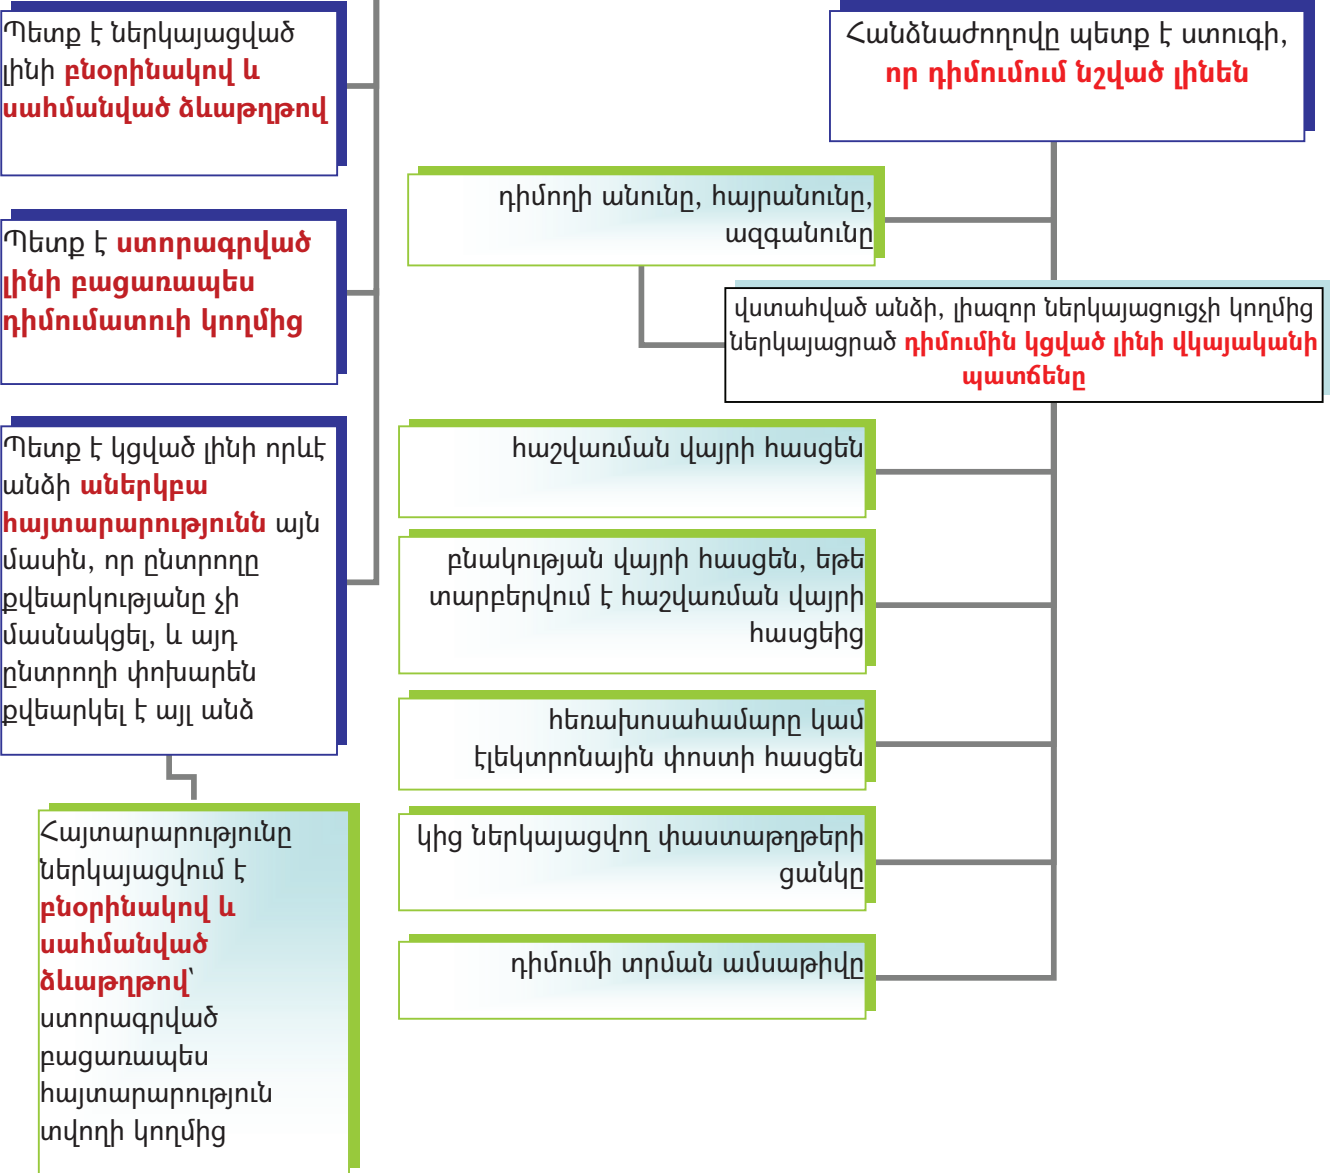 Պետք է ներկայացված
լինի բնօրինակով և
սահմանված ձևաթղթով
Պետք է ստորագրված
լինի բացառապես
դիմումատուի կողմից
Պետք է կցված լինի որևէ
անձի աներկբա
հայտարարությունն այն
մասին, որ ընտրողը
քվեարկությանը չի
մասնակցել, և այդ
ընտրողի փոխարեն
քվեարկել է այլ անձ
Հայտարարությունը
ներկայացվում է
բնօրինակով և
սահմանված
ձևաթղթով՝
ստորագրված
բացառապես
հայտարարություն
տվողի կողմից
Հանձնաժողովը պետք է ստուգի,
որ դիմումում նշված լինեն
դիմողի անունը, հայրանունը,
ազգանունը
վստահված անձի, լիազոր ներկայացուցչի կողմից
ներկայացրած դիմումին կցված լինի վկայականի
պատճենը
հաշվառման վայրի հասցեն
բնակության վայրի հասցեն, եթե
տարբերվում է հաշվառման վայրի
հասցեից
հեռախոսահամարը կամ
էլեկտրոնային փոստի հասցեն
կից ներկայացվող փաստաթղթերի
ցանկը
դիմումի տրման ամսաթիվը